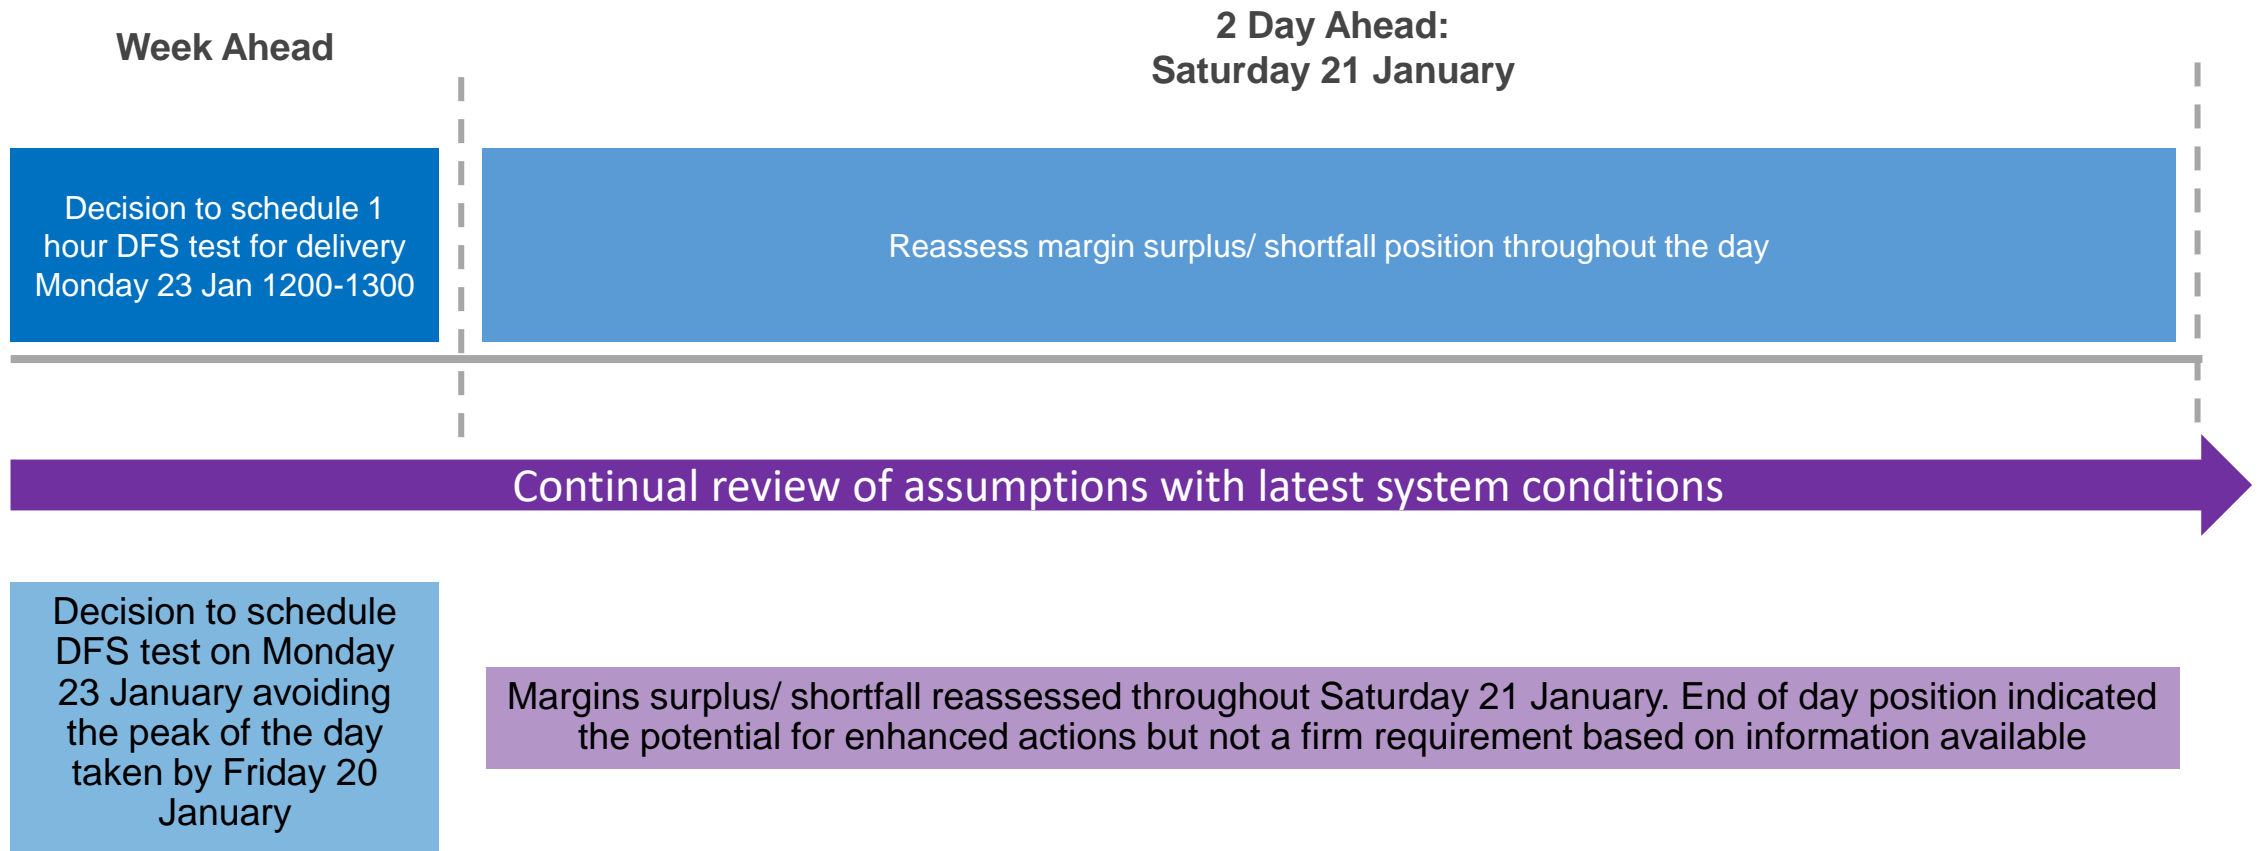 Week Ahead
2 Day Ahead:
Saturday 21 January
Decision to schedule 1
hour DFS test for delivery
Monday 23 Jan 1200-1300
Reassess margin surplus/ shortfall position throughout the day
Continual review of assumptions with latest system conditions
Decision to schedule
DFS test on Monday
23 January avoiding
the peak of the day
taken by Friday 20
January
Margins surplus/ shortfall reassessed throughout Saturday 21 January. End of day position indicated
the potential for enhanced actions but not a firm requirement based on information available